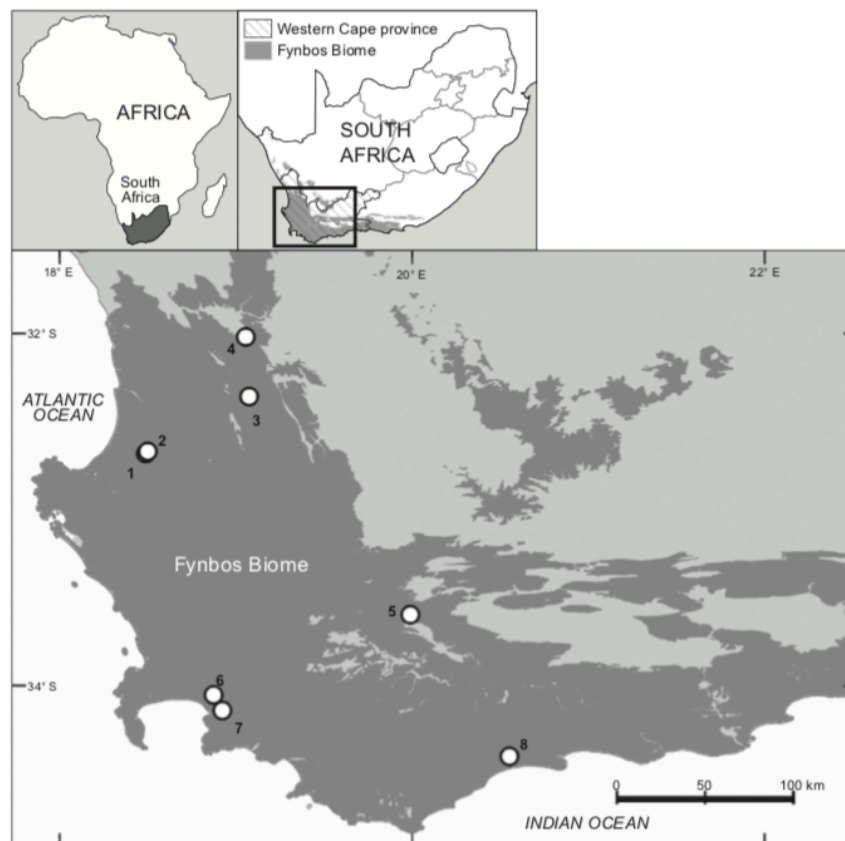 Western Cape province
Fynbos Biome
AFRICA
South
Africa
SOUTH
AFRICA
18° E
20° E
22° E
32° S
4
3
ATLANTIC
OCEAN
2
1
Fynbos Biome
5
34° S
6
7
8
0 50 100 km
INDIAN OCEAN